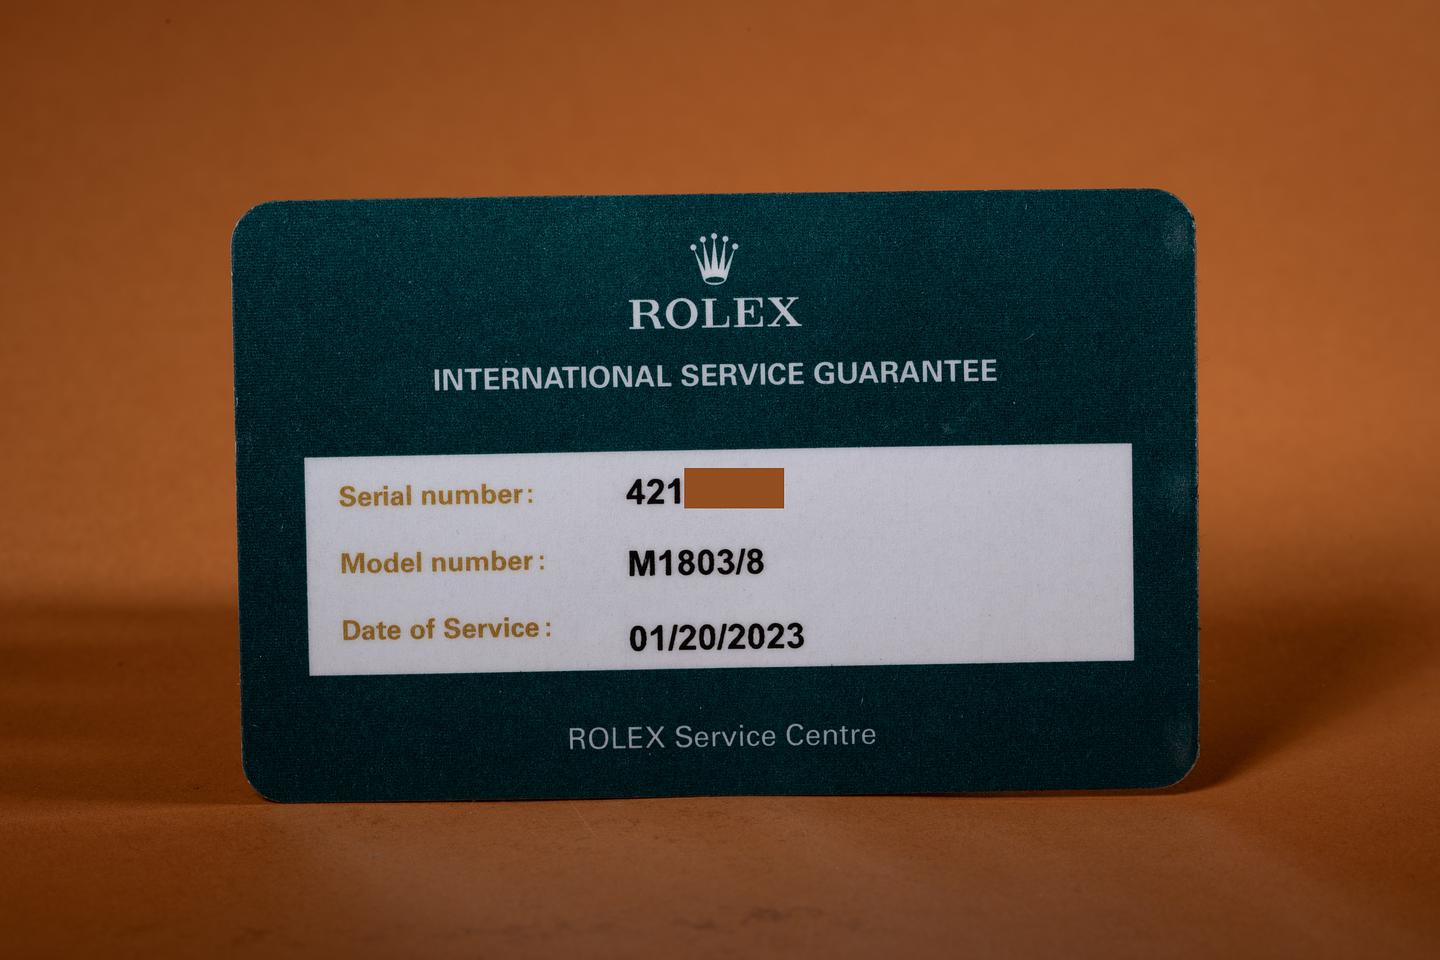 ROLEX
INTERNATIONAL SERVICE GUARANTEE
Serial number: 421
Model number: M1803/8
Date of Service: 01/20/2023
ROLEX Service Centre